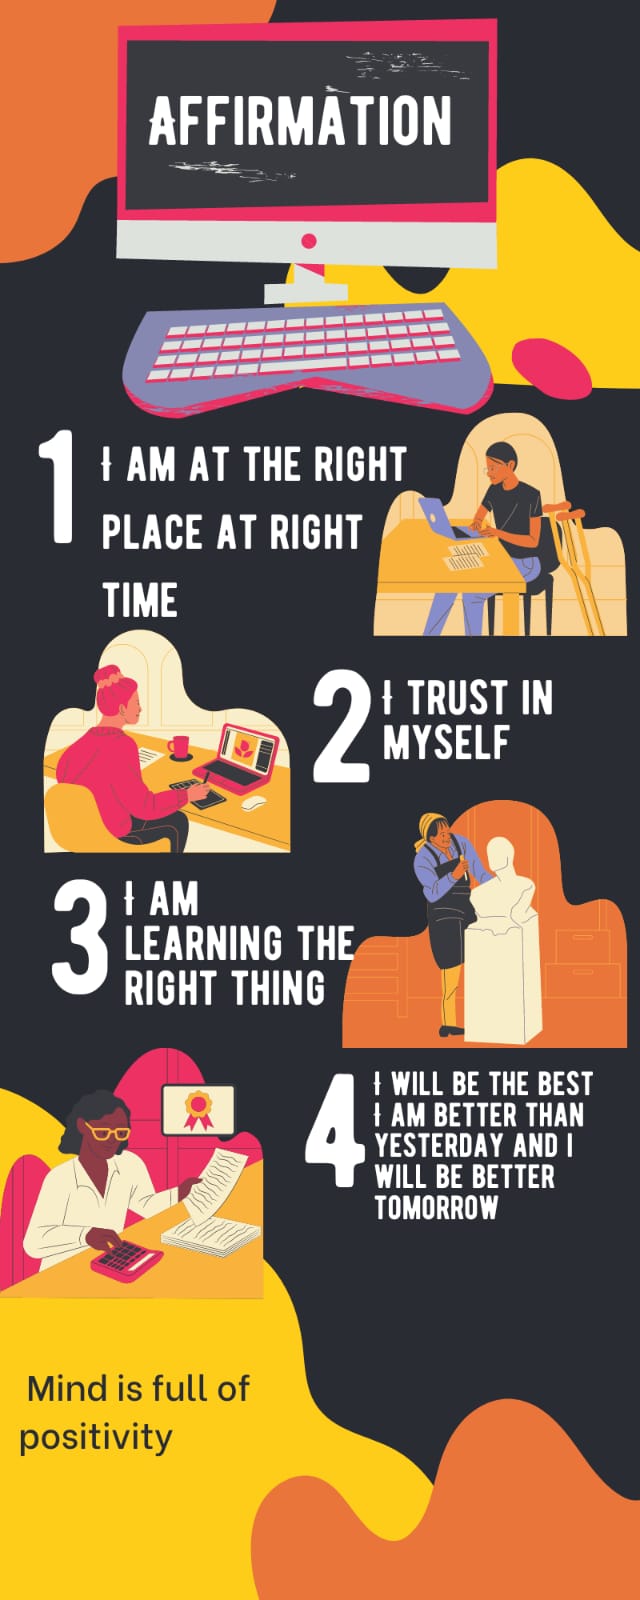 AFFIRMATION
1
I AM AT THE RIGHT
PLACE AT RIGHT
TIME
2
I TRUST IN
MYSELF
3
I AM
LEARNING THE
RIGHT THING
4
I WILL BE THE BEST
I AM BETTER THAN
YESTERDAY AND I
WILL BE BETTER
TOMORROW
Mind is full of
positivity